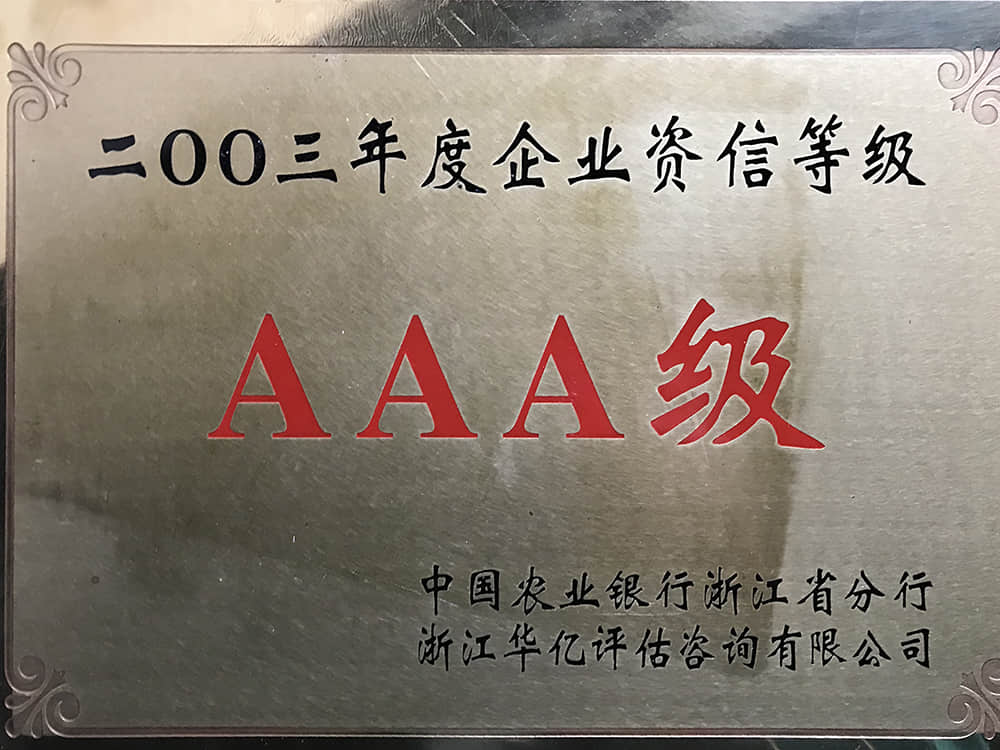 二OO三年度企业资信等级
AAA级
中国农业银行浙江省分行
浙江华亿评估咨询有限公司